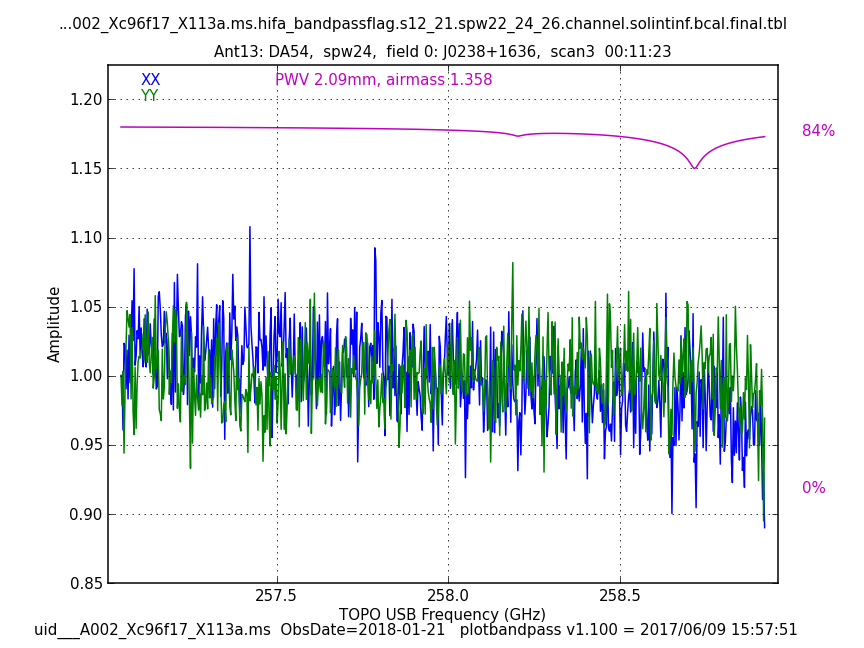 ...002_Xc96f17_X113a.ms.hifa_bandpassflag.s12_21.spw22_24_26.channel.solintinf.bcal.final.tbl
Ant13: DA54,  spw24,  field 0: J0238+1636,  scan3  00:11:23
XX
YY
PWV 2.09mm, airmass 1.358
84%
0%
1.20
1.15
1.10
1.05
1.00
0.95
0.90
0.85
Amplitude
257.5
258.0
258.5
TOPO USB Frequency (GHz)
uid___A002_Xc96f17_X113a.ms  ObsDate=2018-01-21   plotbandpass v1.100 = 2017/06/09 15:57:51